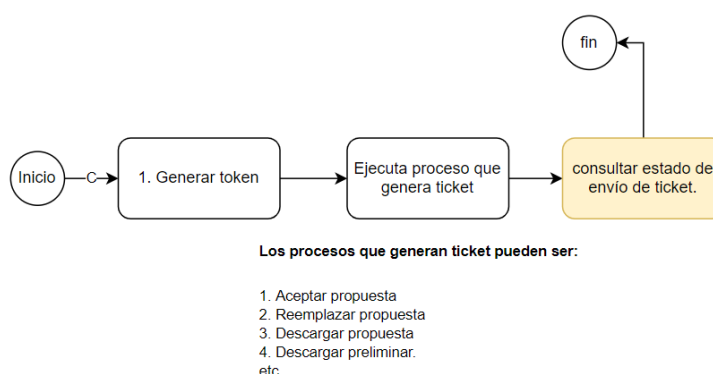 fin
Inicio
C
1. Generar token
Ejecuta proceso que
genera ticket
consultar estado de
envío de ticket.
Los procesos que generan ticket pueden ser:
1. Aceptar propuesta
2. Reemplazar propuesta
3. Descargar propuesta
4. Descargar preliminar.
etc